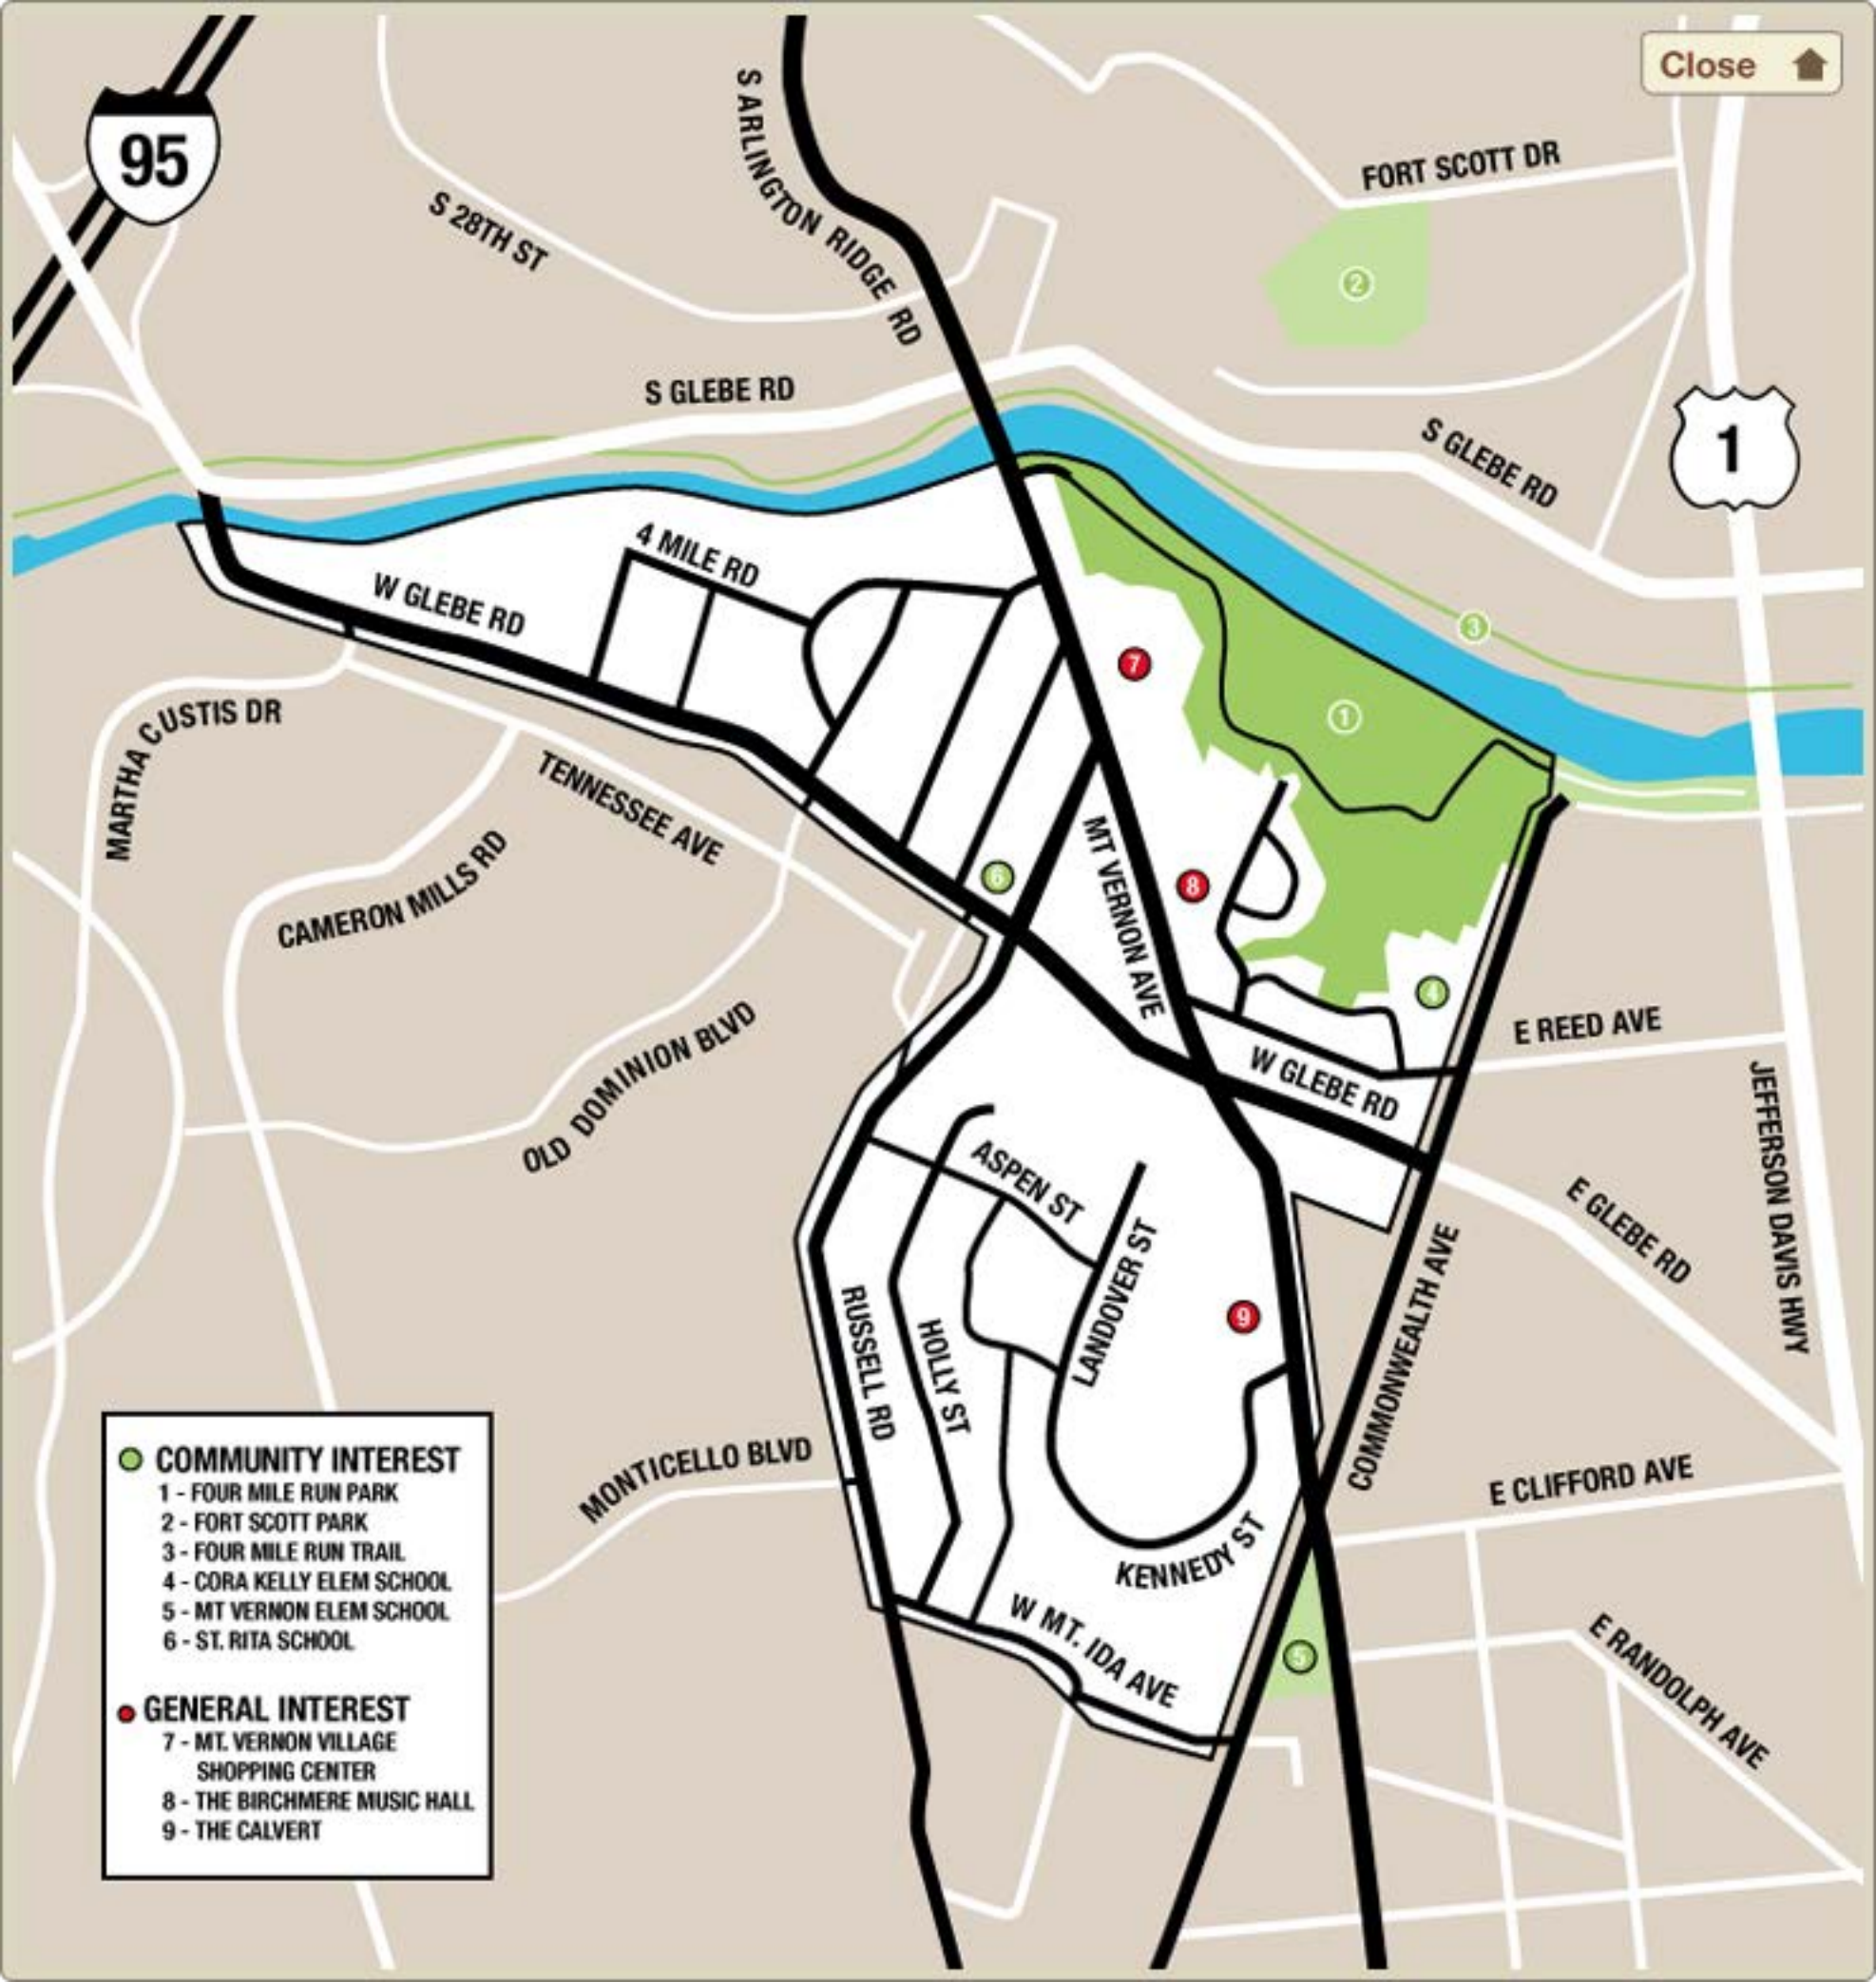 Close
95
S ARLINGTON RIDGE RD
FORT SCOTT DR
S 28TH ST
2
S GLEBE RD
S GLEBE RD
1
4 MILE RD
W GLEBE RD
3
7
1
MARTHA CUSTIS DR
TENNESSEE AVE
MT VERNON AVE
6
8
CAMERON MILLS RD
4
OLD DOMINION BLVD
E REED AVE
W GLEBE RD
JEFFERSON DAVIS HWY
ASPEN ST
E GLEBE RD
LANDOVER ST
COMMONWEALTH AVE
RUSSELL RD
HOLLY ST
9
MONTICELLO BLVD
E CLIFFORD AVE
KENNEDY ST
W MT. IDA AVE
5
E RANDOLPH AVE
COMMUNITY INTEREST
1 - FOUR MILE RUN PARK
2 - FORT SCOTT PARK
3 - FOUR MILE RUN TRAIL
4 - CORA KELLY ELEM SCHOOL
5 - MT VERNON ELEM SCHOOL
6 - ST. RITA SCHOOL
GENERAL INTEREST
7 - MT. VERNON VILLAGE
SHOPPING CENTER
8 - THE BIRCHMERE MUSIC HALL
9 - THE CALVERT